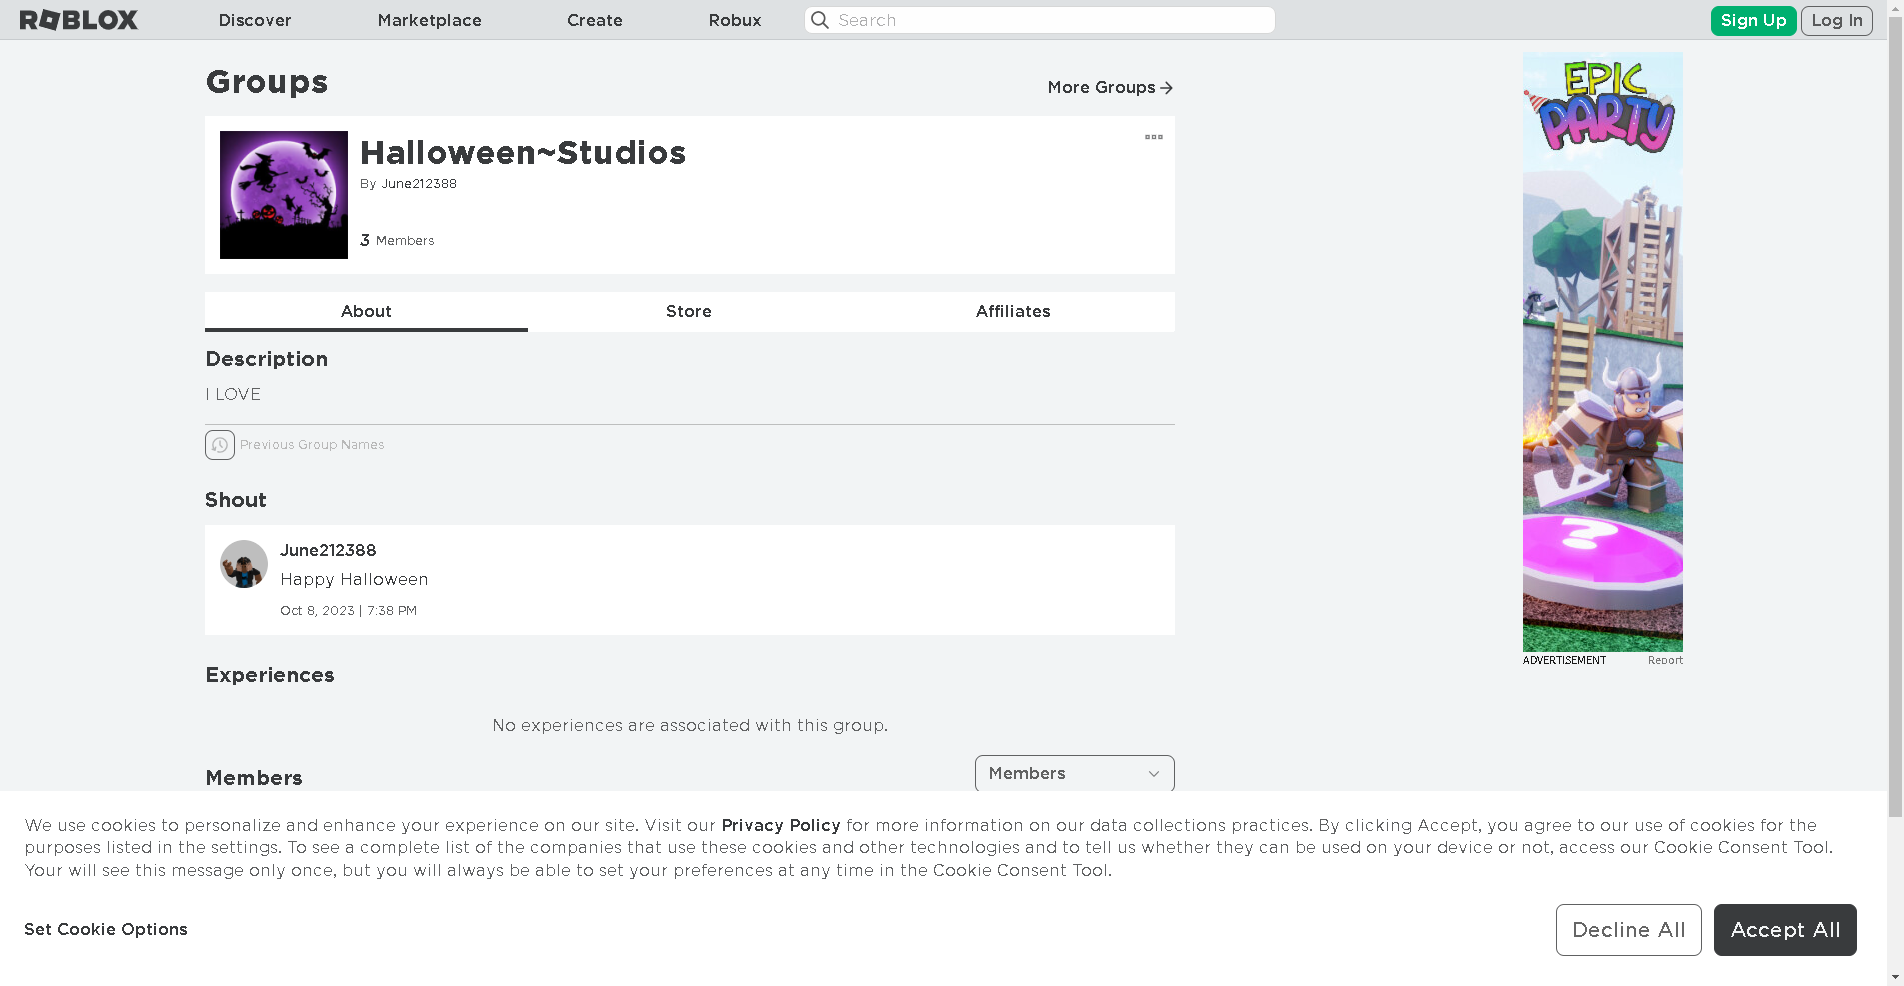 ROBLOX
Discover
Marketplace
Create
Robux
Search
Sign Up
Log In
Groups
More Groups
Halloween~Studios
By June212388
3 Members
About
Store
Affiliates
Description
I LOVE
Previous Group Names
Shout
June212388
Happy Halloween
Oct 8, 2023 | 7:38 PM
Experiences
No experiences are associated with this group.
Members
Members
EPIC
PARTY
?
ADVERTISEMENT
Report
We use cookies to personalize and enhance your experience on our site. Visit our Privacy Policy for more information on our data collections practices. By clicking Accept, you agree to our use of cookies for the
purposes listed in the settings. To see a complete list of the companies that use these cookies and other technologies and to tell us whether they can be used on your device or not, access our Cookie Consent Tool.
Your will see this message only once, but you will always be able to set your preferences at any time in the Cookie Consent Tool.
Set Cookie Options
Decline All
Accept All